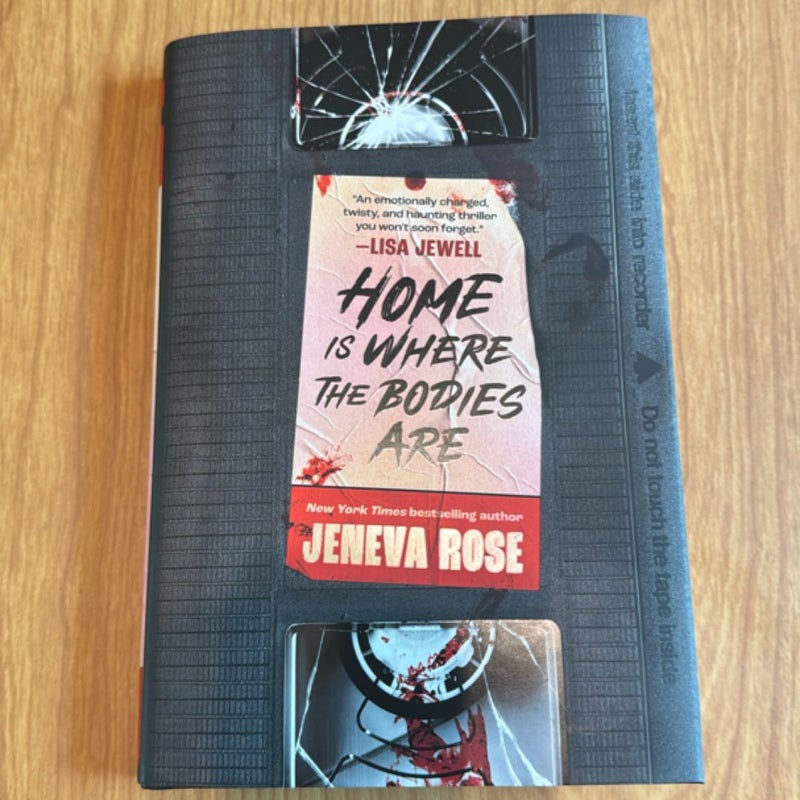 "An emotionally charged,
twisty, and haunting thriller
you won't soon forget."
—LISA JEWELL
HOME
IS WHERE
THE BODIES
ARE
New York Times bestselling author
JENEVA ROSE
Insert this side into recorder
Do not touch the tape inside